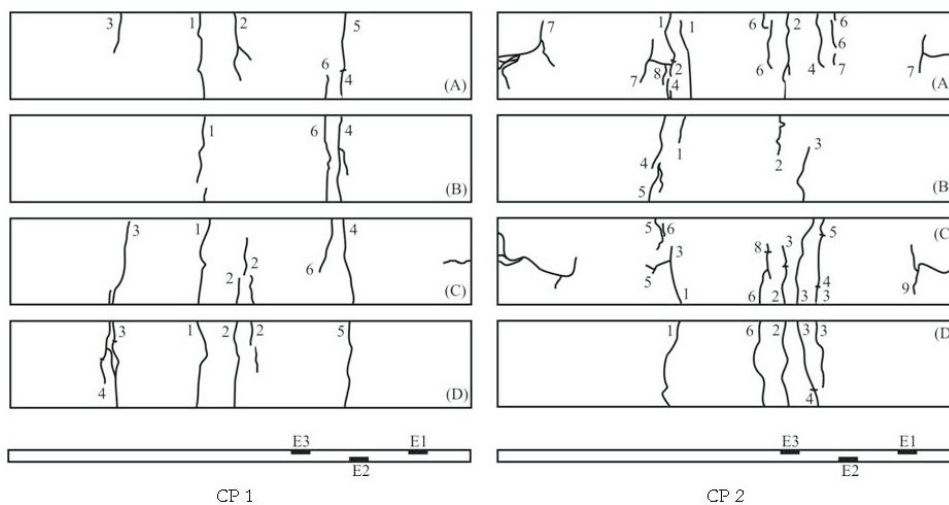 3 1 2 5 6 4 (A)
1 6 4 (B)
3 1 2 2 6 4 (C)
3 4 1 2 2 5 (D)
E3 E1
E2
CP 1
7 7 8 1 2 4 1 6 6 2 6 4 6 7 7 (A
4 5 1 2 3 (B
5 6 3 5 1 8 6 3 2 5 4 3 3 9 (C
1 6 2 3 3 4 (D
E3 E1
E2
CP 2